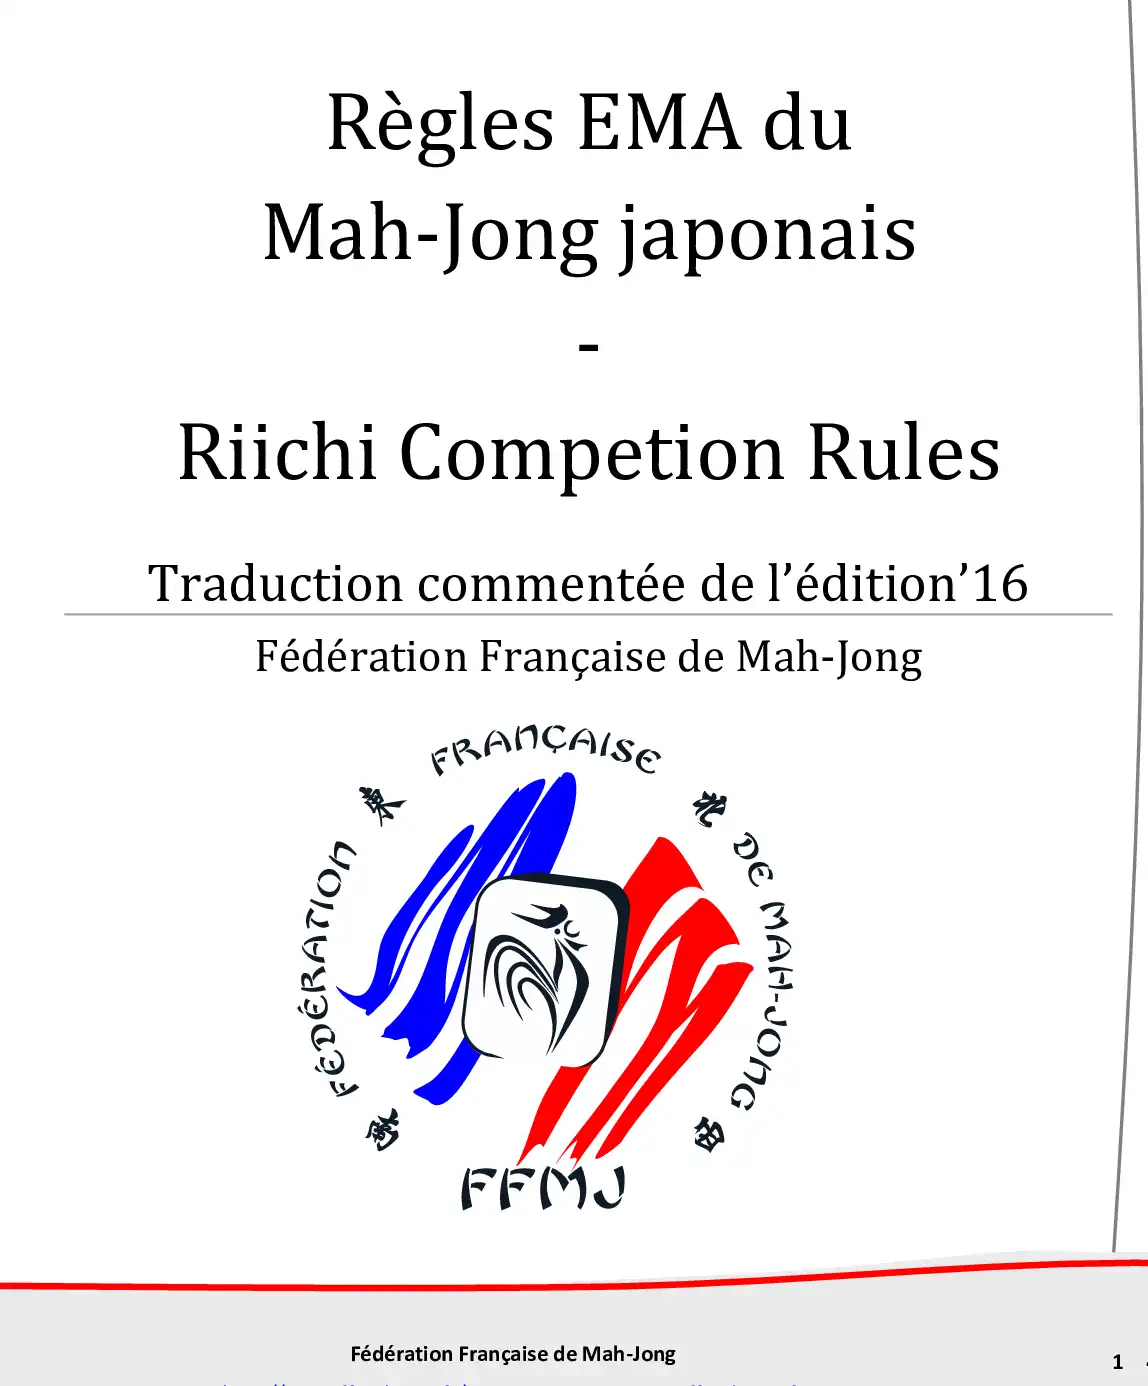 Règles EMA du
Mah-Jong japonais
-
Riichi Competion Rules
Traduction commentée de l’édition’16
Fédération Française de Mah-Jong
FÉDÉRATION 東 FRANÇAISE 北 DE MAH-JONG 西
FFMJ
Fédération Française de Mah-Jong
1